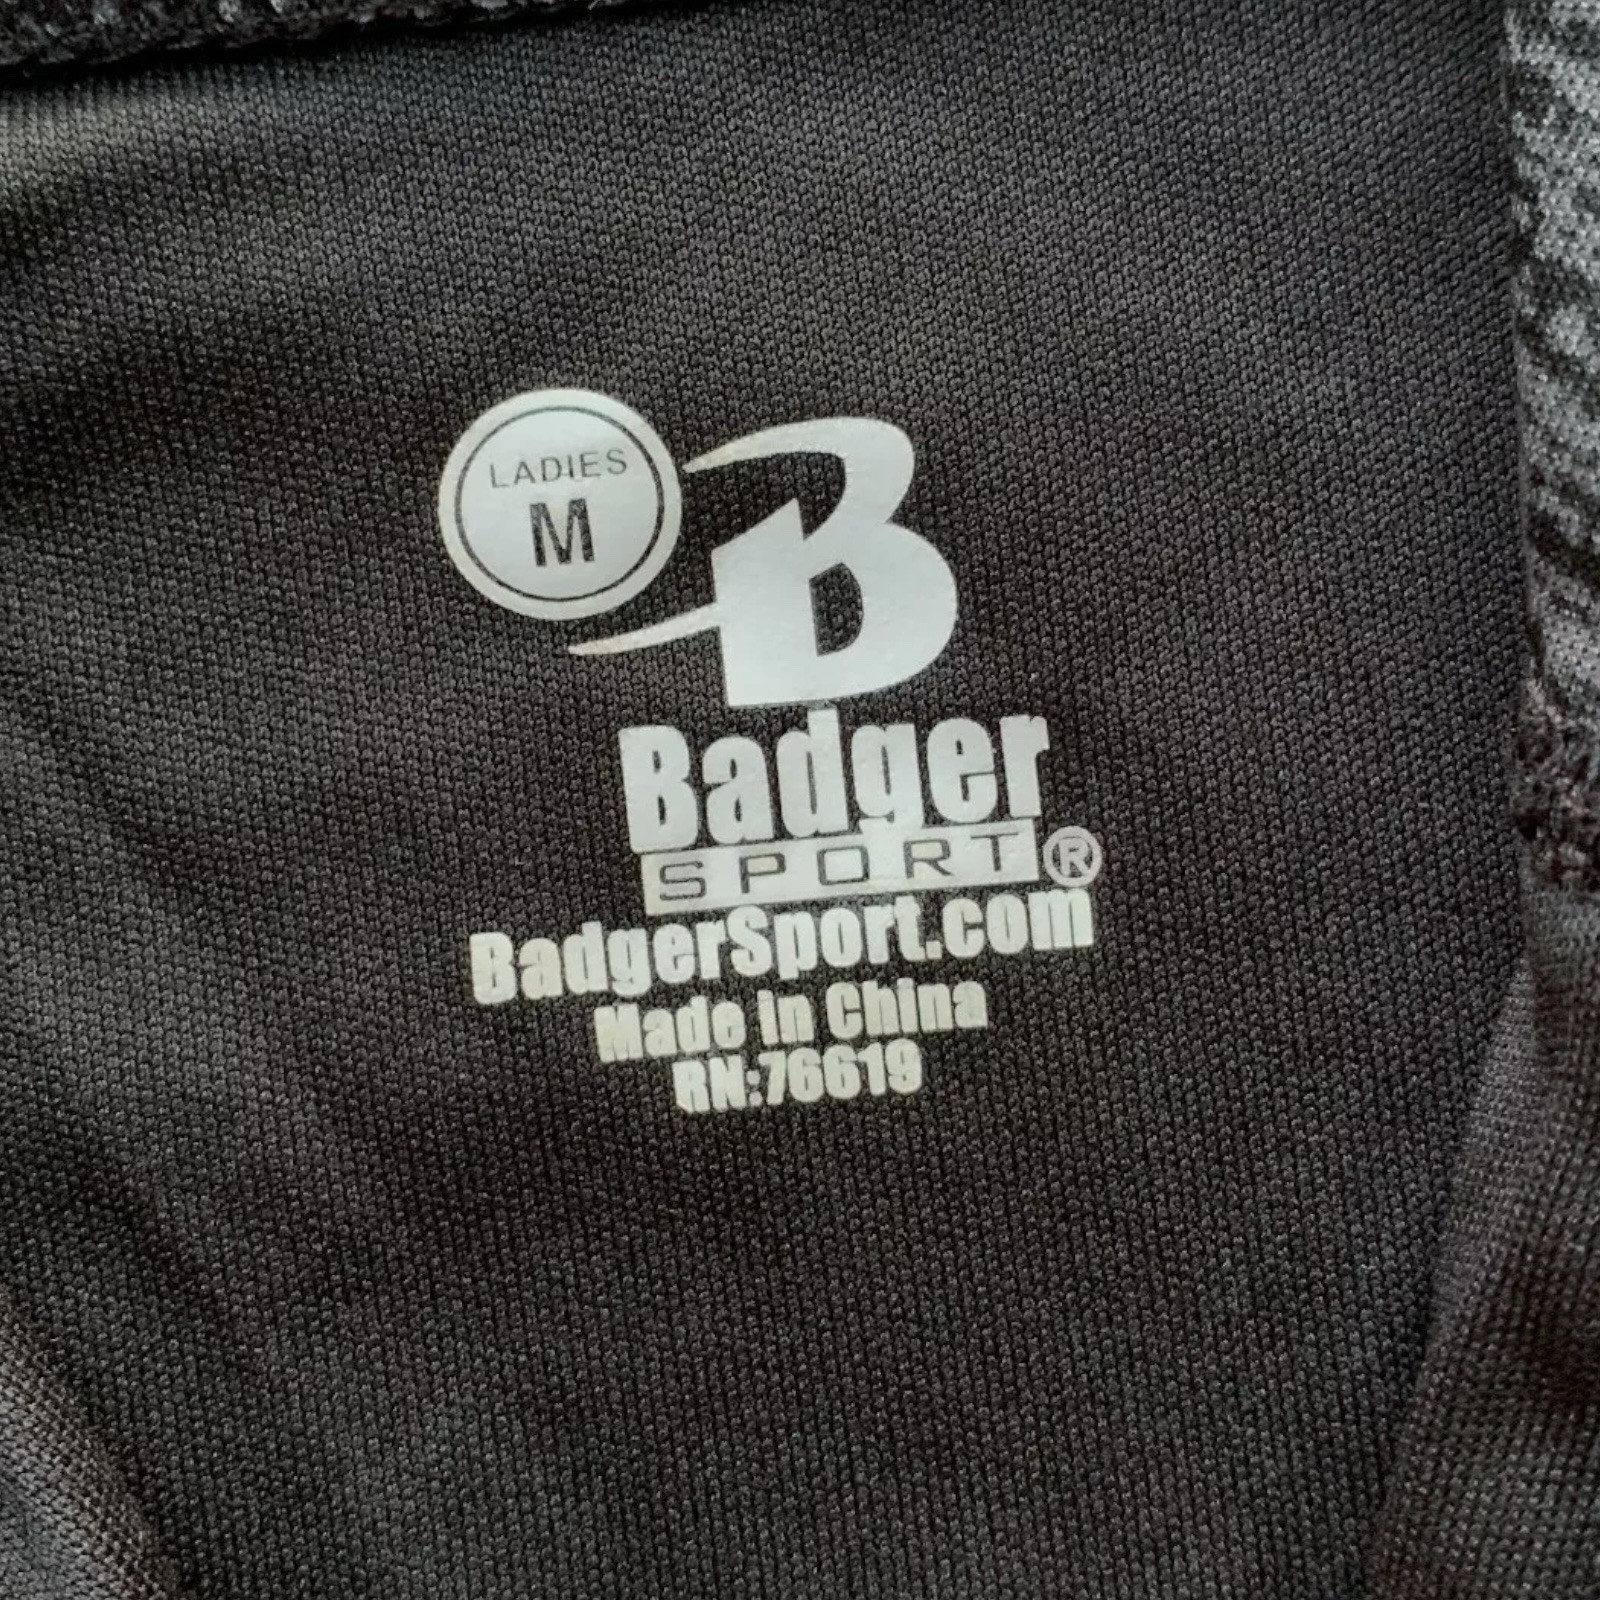 LADIES
M
B
Badger
SPORT®
BadgerSport.com
Made in China
RN:76619